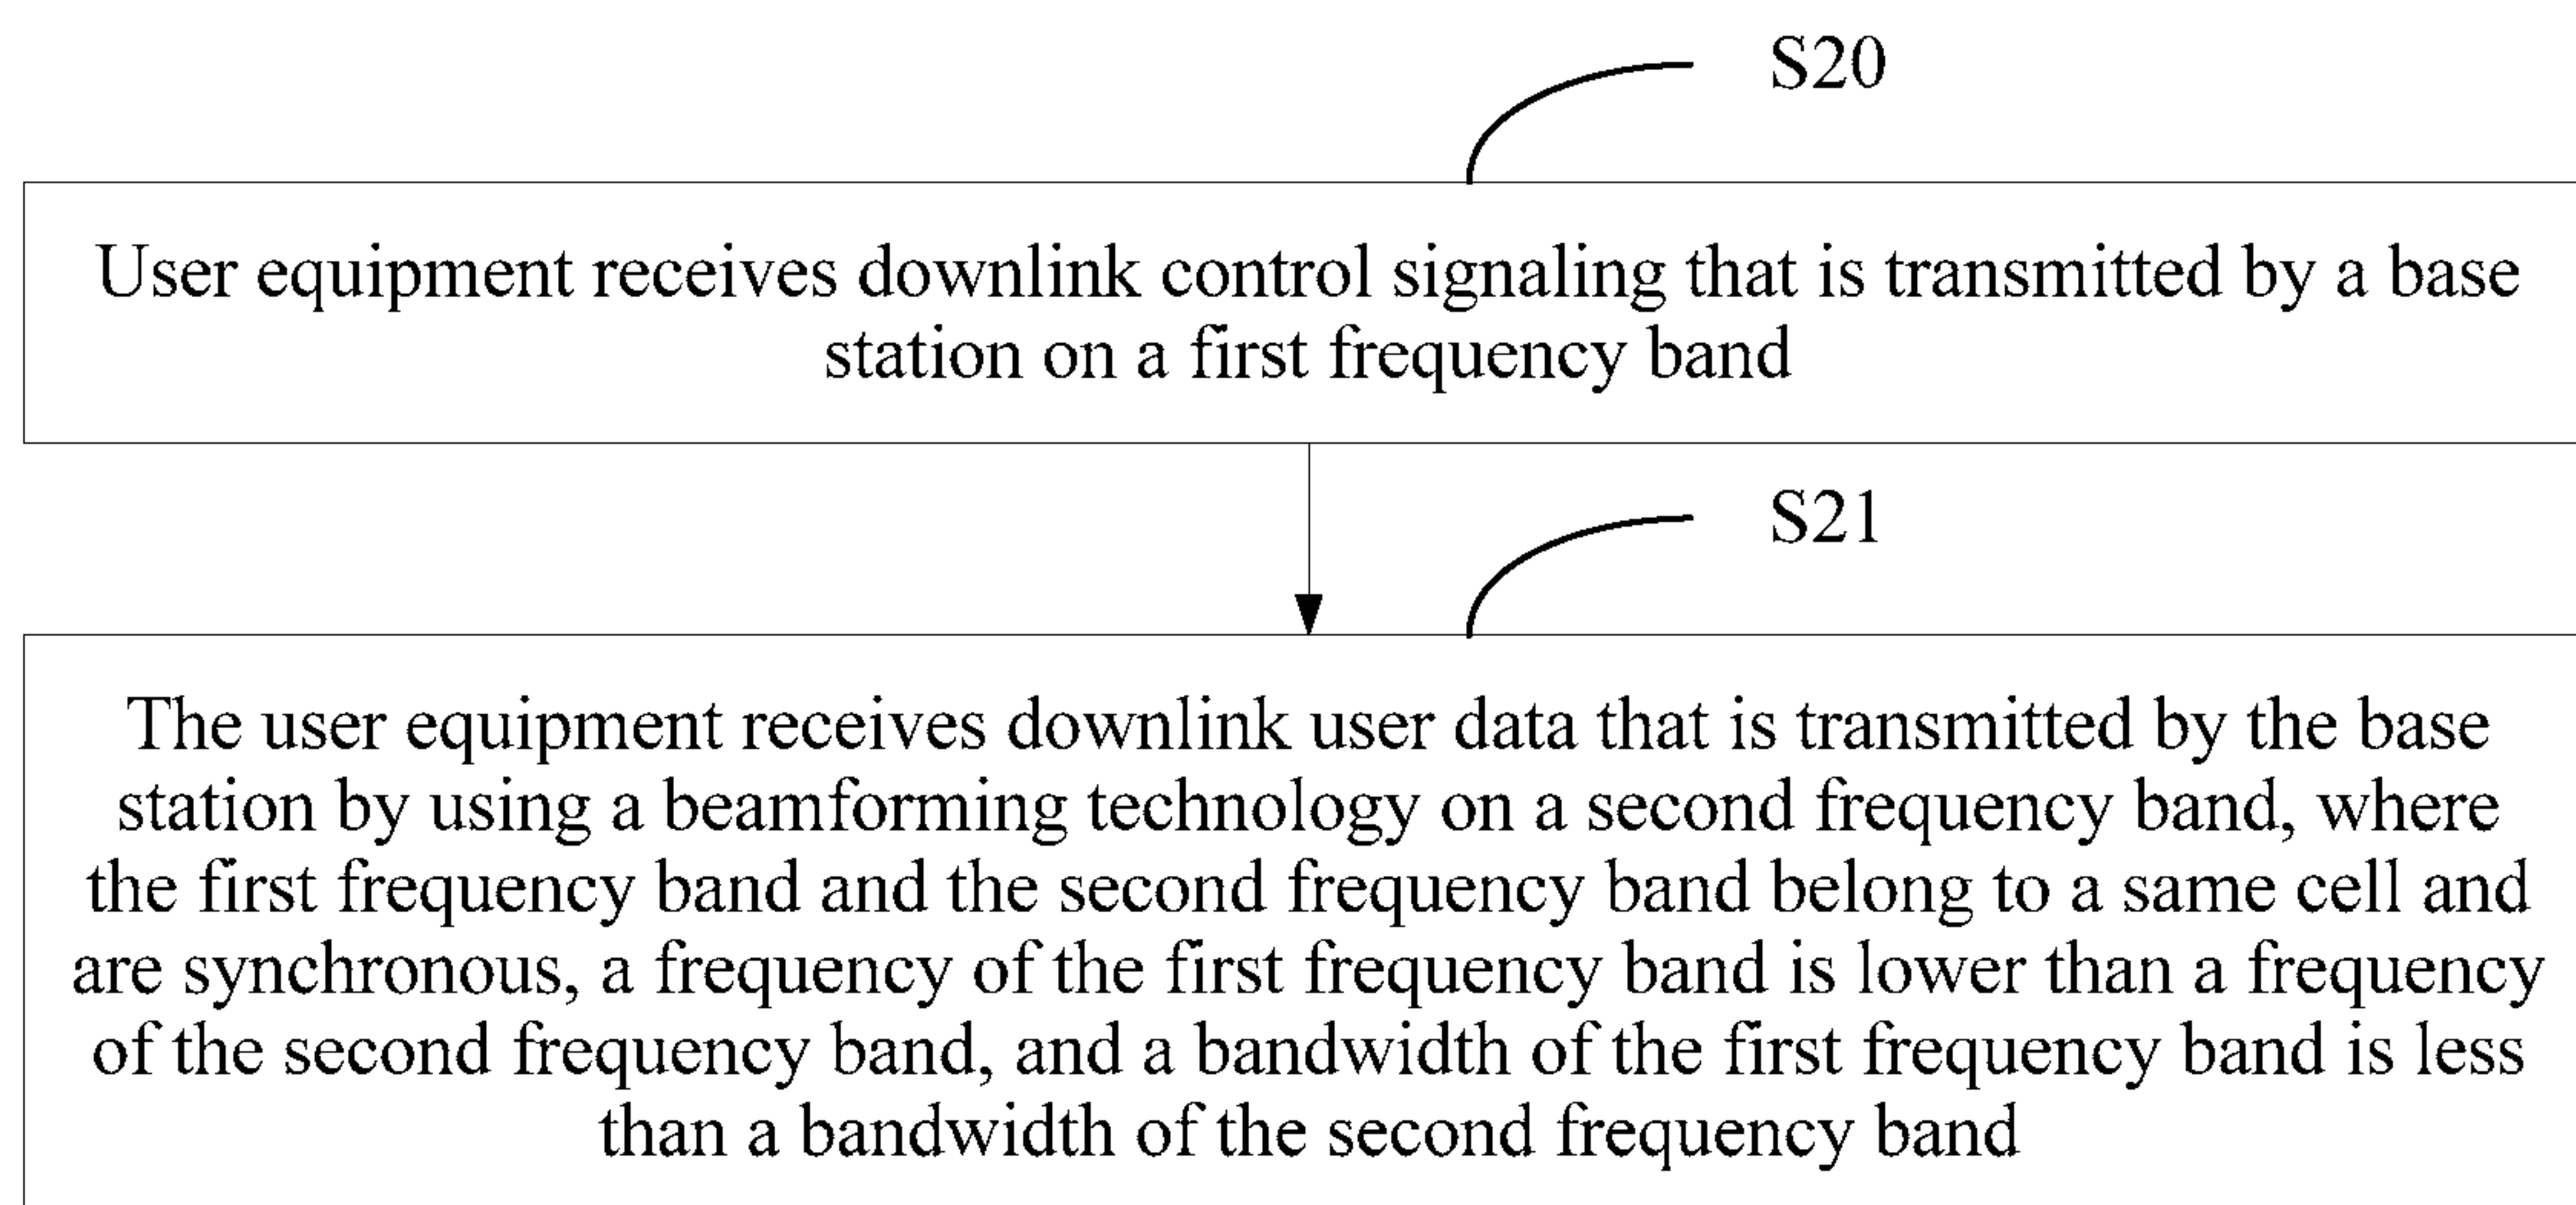 S20
User equipment receives downlink control signaling that is transmitted by a base
station on a first frequency band
S21
The user equipment receives downlink user data that is transmitted by the base
station by using a beamforming technology on a second frequency band, where
the first frequency band and the second frequency band belong to a same cell and
are synchronous, a frequency of the first frequency band is lower than a frequency
of the second frequency band, and a bandwidth of the first frequency band is less
than a bandwidth of the second frequency band